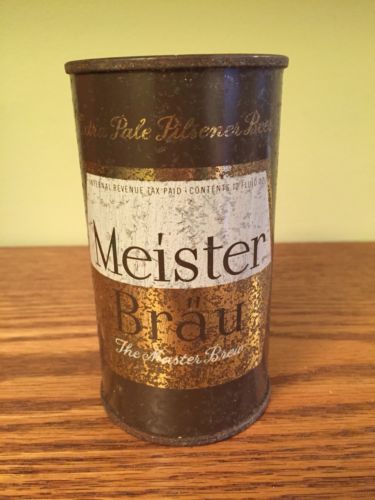 Extra Pale Pilsener Beer
INTERNAL REVENUE TAX PAID • CONTENTS 12 FLUID OZ.
Meister
Bräu
The Master Brew